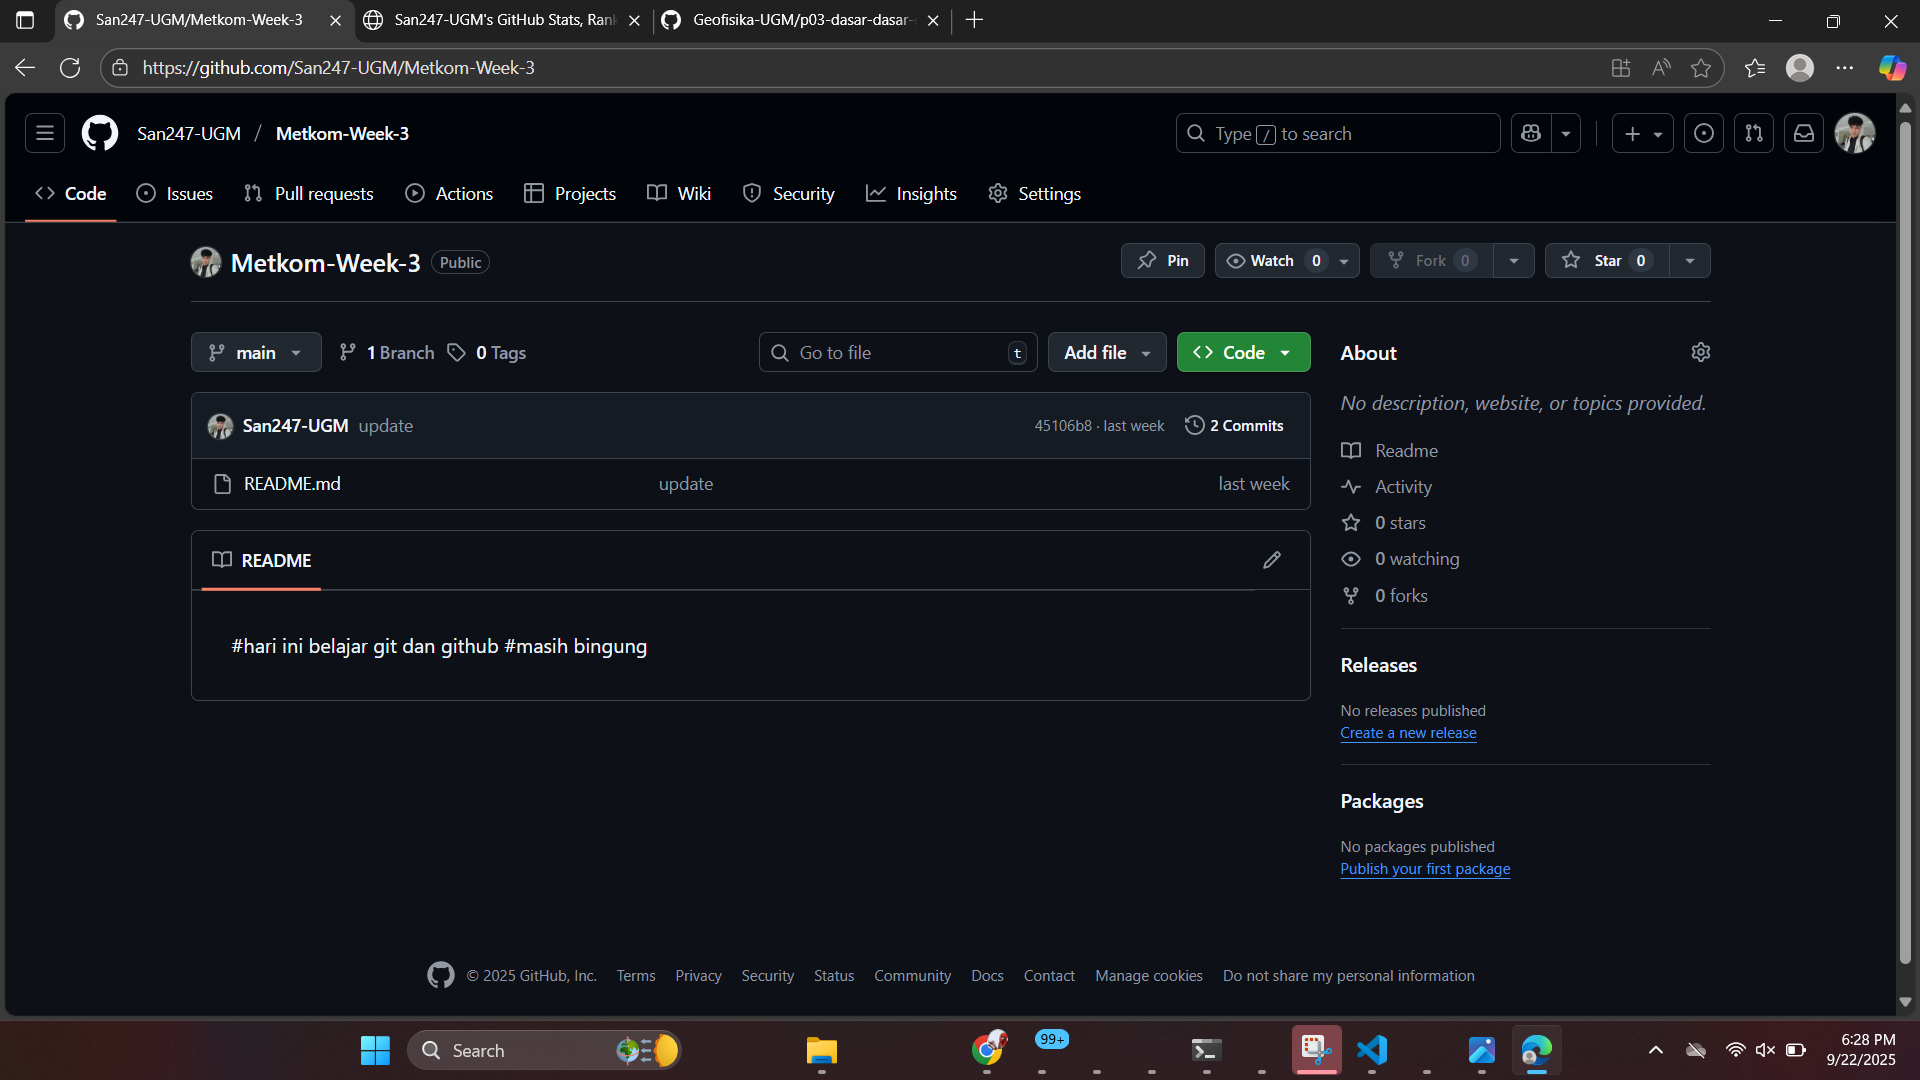 San247-UGM/Metkom-Week-3
San247-UGM's GitHub Stats, Ran
Geofisika-UGM/p03-dasar-dasar-
https://github.com/San247-UGM/Metkom-Week-3
San247-UGM / Metkom-Week-3
Type / to search
Code Issues Pull requests Actions Projects Wiki Security Insights Settings
Metkom-Week-3 Public
Pin Watch 0 Fork 0 Star 0
main 1 Branch 0 Tags Go to file t Add file Code
San247-UGM update 45106b8 · last week 2 Commits
README.md update last week
README
#hari ini belajar git dan github #masih bingung
About
No description, website, or topics provided.
Readme
Activity
0 stars
0 watching
0 forks
Releases
No releases published
Create a new release
Packages
No packages published
Publish your first package
© 2025 GitHub, Inc. Terms Privacy Security Status Community Docs Contact Manage cookies Do not share my personal information
Search
99+
6:28 PM
9/22/2025